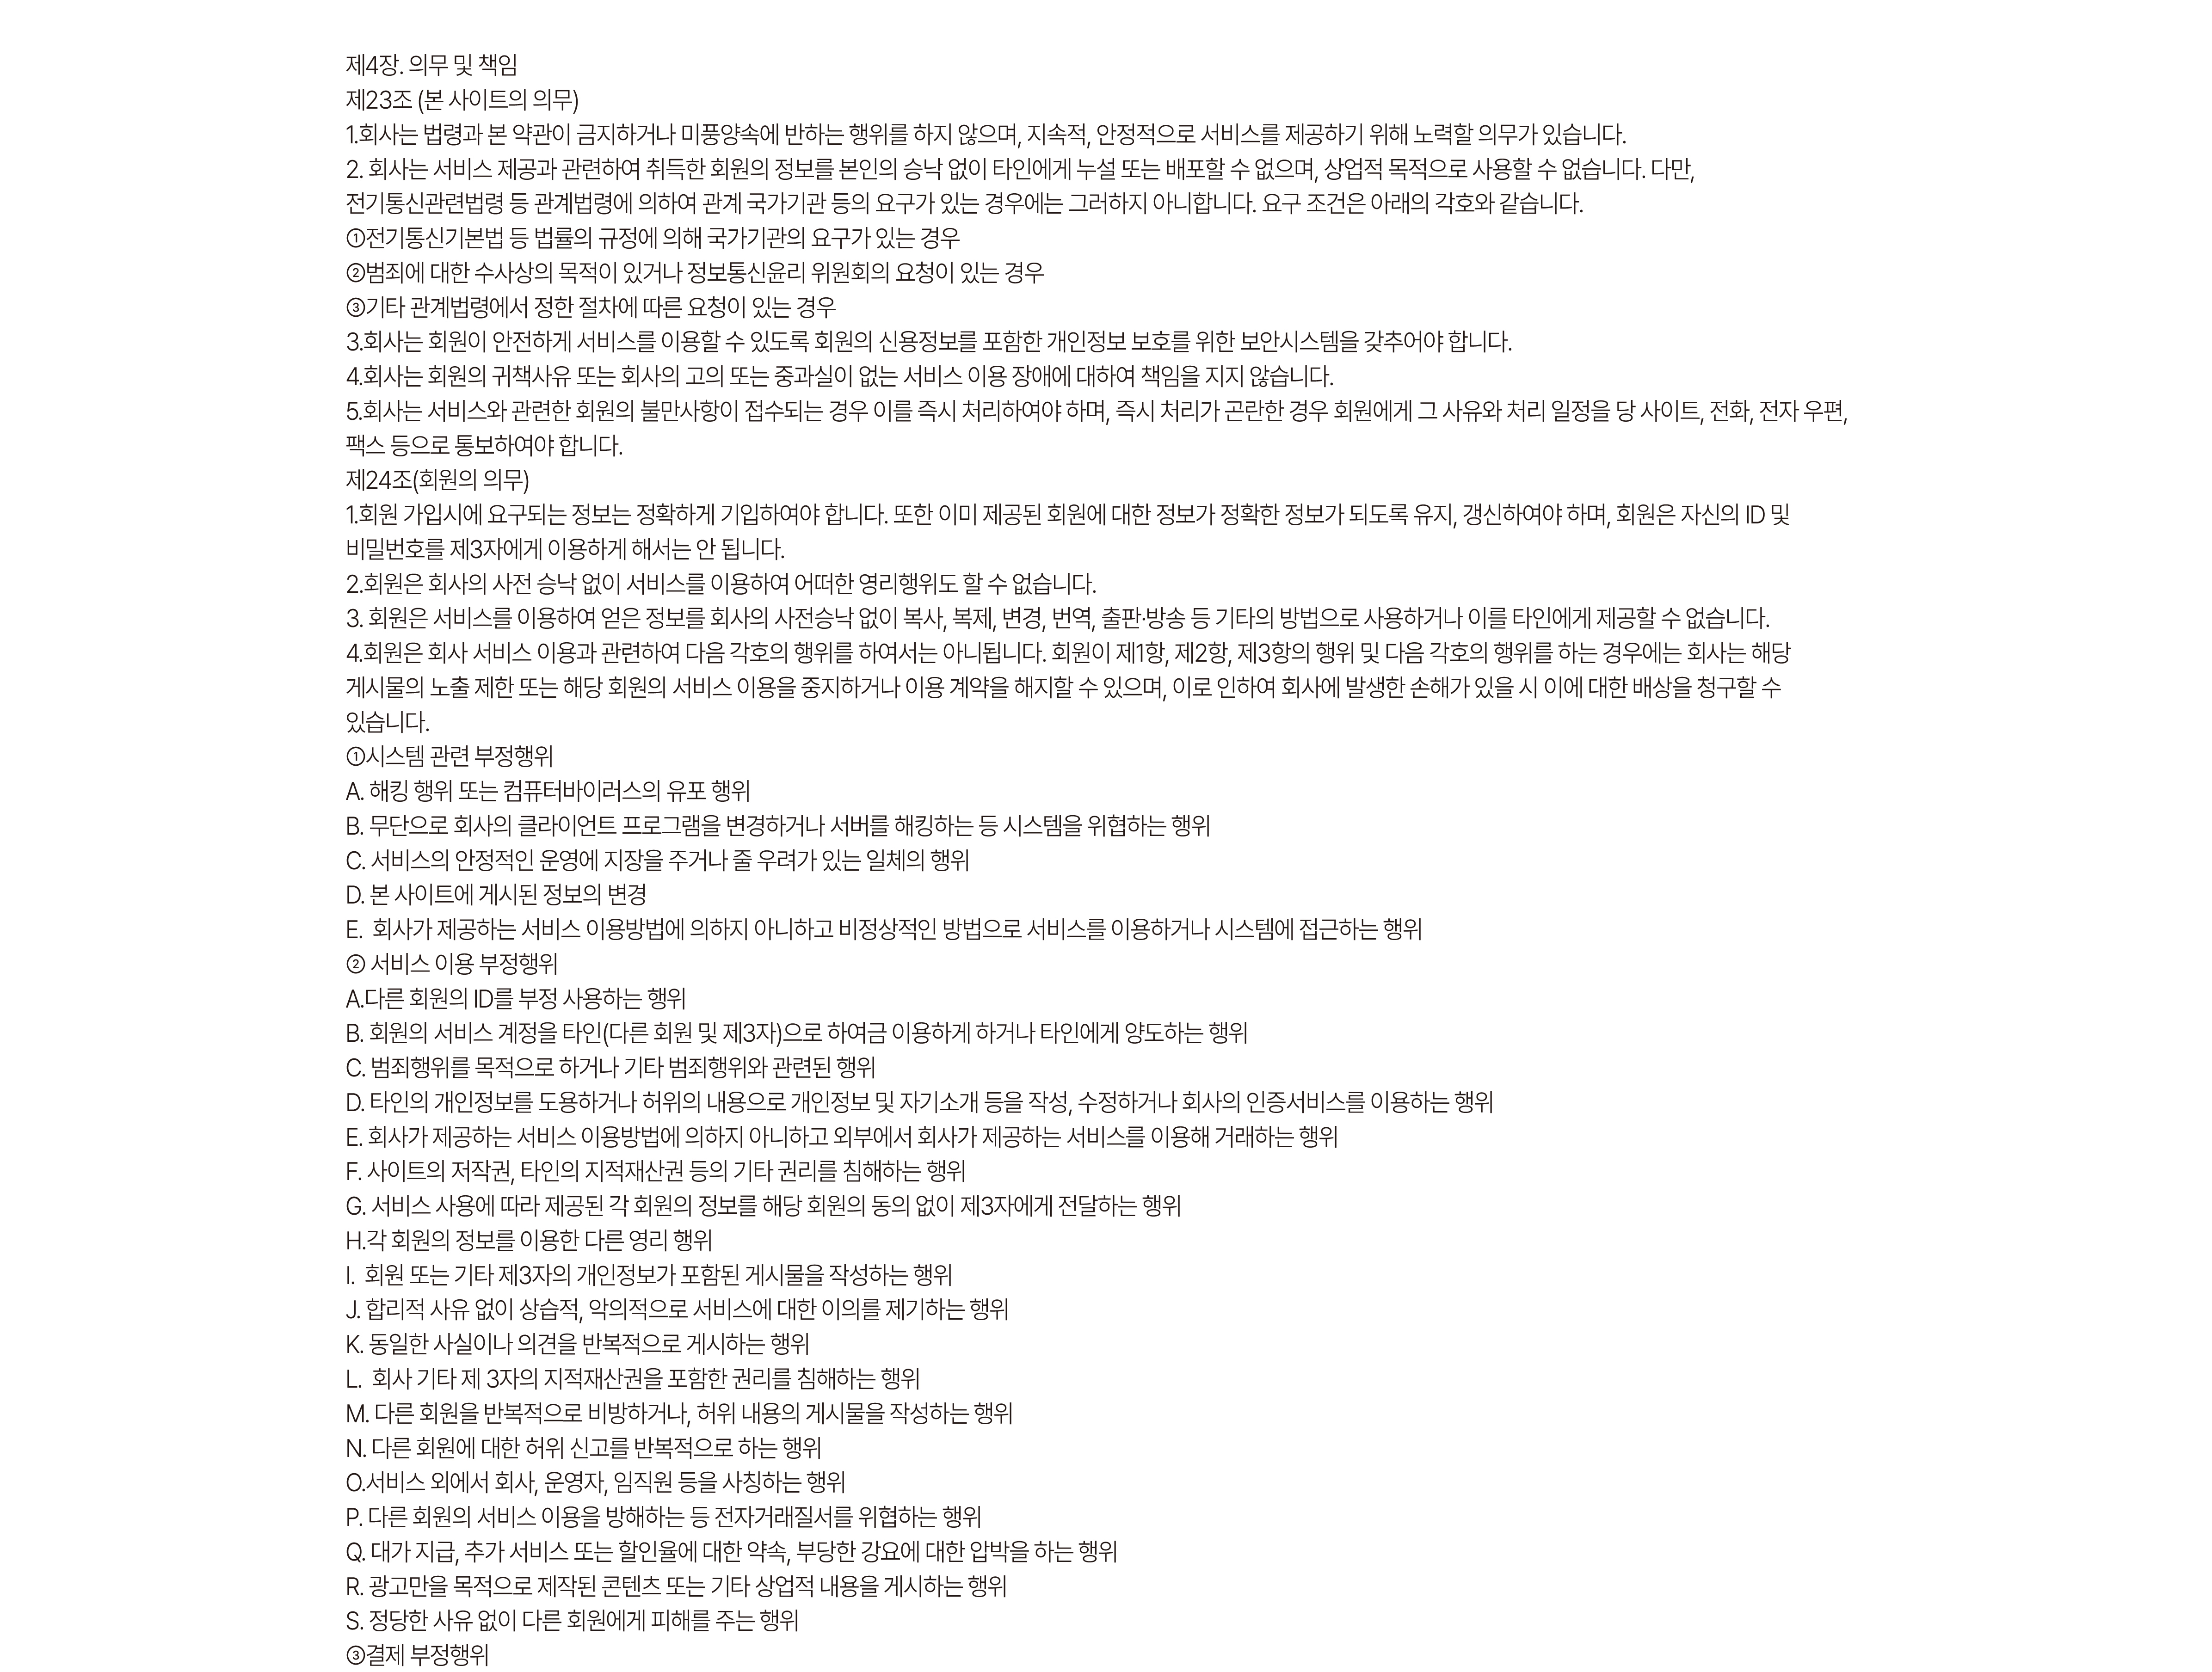 제4장. 의무 및 책임
제23조 (본 사이트의 의무)
1.회사는 법령과 본 약관이 금지하거나 미풍양속에 반하는 행위를 하지 않으며, 지속적, 안정적으로 서비스를 제공하기 위해 노력할 의무가 있습니다.
2. 회사는 서비스 제공과 관련하여 취득한 회원의 정보를 본인의 승낙 없이 타인에게 누설 또는 배포할 수 없으며, 상업적 목적으로 사용할 수 없습니다. 다만,
전기통신관련법령 등 관계법령에 의하여 관계 국가기관 등의 요구가 있는 경우에는 그러하지 아니합니다. 요구 조건은 아래의 각호와 같습니다.
①전기통신기본법 등 법률의 규정에 의해 국가기관의 요구가 있는 경우
②범죄에 대한 수사상의 목적이 있거나 정보통신윤리 위원회의 요청이 있는 경우
③기타 관계법령에서 정한 절차에 따른 요청이 있는 경우
3.회사는 회원이 안전하게 서비스를 이용할 수 있도록 회원의 신용정보를 포함한 개인정보 보호를 위한 보안시스템을 갖추어야 합니다.
4.회사는 회원의 귀책사유 또는 회사의 고의 또는 중과실이 없는 서비스 이용 장애에 대하여 책임을 지지 않습니다.
5.회사는 서비스와 관련한 회원의 불만사항이 접수되는 경우 이를 즉시 처리하여야 하며, 즉시 처리가 곤란한 경우 회원에게 그 사유와 처리 일정을 당 사이트, 전화, 전자 우편,
팩스 등으로 통보하여야 합니다.
제24조(회원의 의무)
1.회원 가입시에 요구되는 정보는 정확하게 기입하여야 합니다. 또한 이미 제공된 회원에 대한 정보가 정확한 정보가 되도록 유지, 갱신하여야 하며, 회원은 자신의 ID 및
비밀번호를 제3자에게 이용하게 해서는 안 됩니다.
2.회원은 회사의 사전 승낙 없이 서비스를 이용하여 어떠한 영리행위도 할 수 없습니다.
3. 회원은 서비스를 이용하여 얻은 정보를 회사의 사전승낙 없이 복사, 복제, 변경, 번역, 출판·방송 등 기타의 방법으로 사용하거나 이를 타인에게 제공할 수 없습니다.
4.회원은 회사 서비스 이용과 관련하여 다음 각호의 행위를 하여서는 아니됩니다. 회원이 제1항, 제2항, 제3항의 행위 및 다음 각호의 행위를 하는 경우에는 회사는 해당
게시물의 노출 제한 또는 해당 회원의 서비스 이용을 중지하거나 이용 계약을 해지할 수 있으며, 이로 인하여 회사에 발생한 손해가 있을 시 이에 대한 배상을 청구할 수
있습니다.
①시스템 관련 부정행위
A. 해킹 행위 또는 컴퓨터바이러스의 유포 행위
B. 무단으로 회사의 클라이언트 프로그램을 변경하거나 서버를 해킹하는 등 시스템을 위협하는 행위
C. 서비스의 안정적인 운영에 지장을 주거나 줄 우려가 있는 일체의 행위
D. 본 사이트에 게시된 정보의 변경
E.  회사가 제공하는 서비스 이용방법에 의하지 아니하고 비정상적인 방법으로 서비스를 이용하거나 시스템에 접근하는 행위
② 서비스 이용 부정행위
A.다른 회원의 ID를 부정 사용하는 행위
B. 회원의 서비스 계정을 타인(다른 회원 및 제3자)으로 하여금 이용하게 하거나 타인에게 양도하는 행위
C. 범죄행위를 목적으로 하거나 기타 범죄행위와 관련된 행위
D. 타인의 개인정보를 도용하거나 허위의 내용으로 개인정보 및 자기소개 등을 작성, 수정하거나 회사의 인증서비스를 이용하는 행위
E. 회사가 제공하는 서비스 이용방법에 의하지 아니하고 외부에서 회사가 제공하는 서비스를 이용해 거래하는 행위
F. 사이트의 저작권, 타인의 지적재산권 등의 기타 권리를 침해하는 행위
G. 서비스 사용에 따라 제공된 각 회원의 정보를 해당 회원의 동의 없이 제3자에게 전달하는 행위
H.각 회원의 정보를 이용한 다른 영리 행위
I.  회원 또는 기타 제3자의 개인정보가 포함된 게시물을 작성하는 행위
J. 합리적 사유 없이 상습적, 악의적으로 서비스에 대한 이의를 제기하는 행위
K. 동일한 사실이나 의견을 반복적으로 게시하는 행위
L.  회사 기타 제 3자의 지적재산권을 포함한 권리를 침해하는 행위
M. 다른 회원을 반복적으로 비방하거나, 허위 내용의 게시물을 작성하는 행위
N. 다른 회원에 대한 허위 신고를 반복적으로 하는 행위
O.서비스 외에서 회사, 운영자, 임직원 등을 사칭하는 행위
P. 다른 회원의 서비스 이용을 방해하는 등 전자거래질서를 위협하는 행위
Q. 대가 지급, 추가 서비스 또는 할인율에 대한 약속, 부당한 강요에 대한 압박을 하는 행위
R. 광고만을 목적으로 제작된 콘텐츠 또는 기타 상업적 내용을 게시하는 행위
S. 정당한 사유 없이 다른 회원에게 피해를 주는 행위
③결제 부정행위